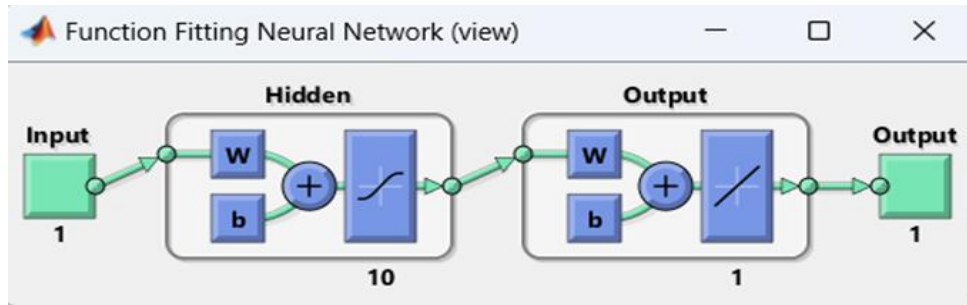 Function Fitting Neural Network (view)
Hidden
Output
Input
Output
W
b
+
W
b
+
1
10
1
1